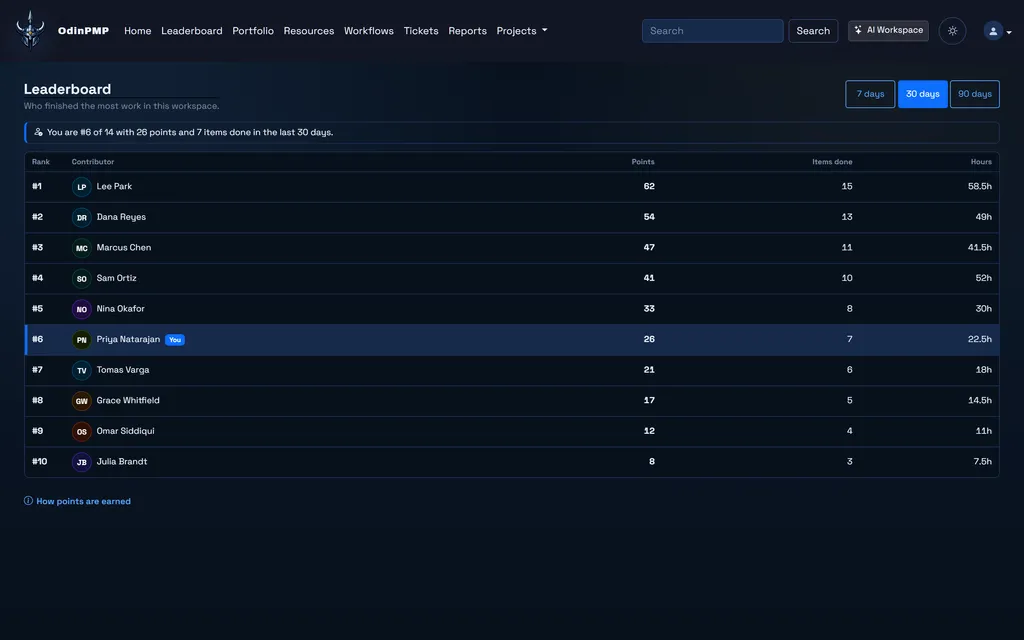 OdinPMP Home Leaderboard Portfolio Resources Workflows Tickets Reports Projects Search Search AI Workspace
Leaderboard
Who finished the most work in this workspace.
7 days 30 days 90 days
You are #6 of 14 with 26 points and 7 items done in the last 30 days.
Rank Contributor Points Items done Hours
#1 LP Lee Park 62 15 58.5h
#2 DR Dana Reyes 54 13 49h
#3 MC Marcus Chen 47 11 41.5h
#4 SO Sam Ortiz 41 10 52h
#5 NO Nina Okafor 33 8 30h
#6 PN Priya Natarajan You 26 7 22.5h
#7 TV Tomas Varga 21 6 18h
#8 GW Grace Whitfield 17 5 14.5h
#9 OS Omar Siddiqui 12 4 11h
#10 JB Julia Brandt 8 3 7.5h
How points are earned